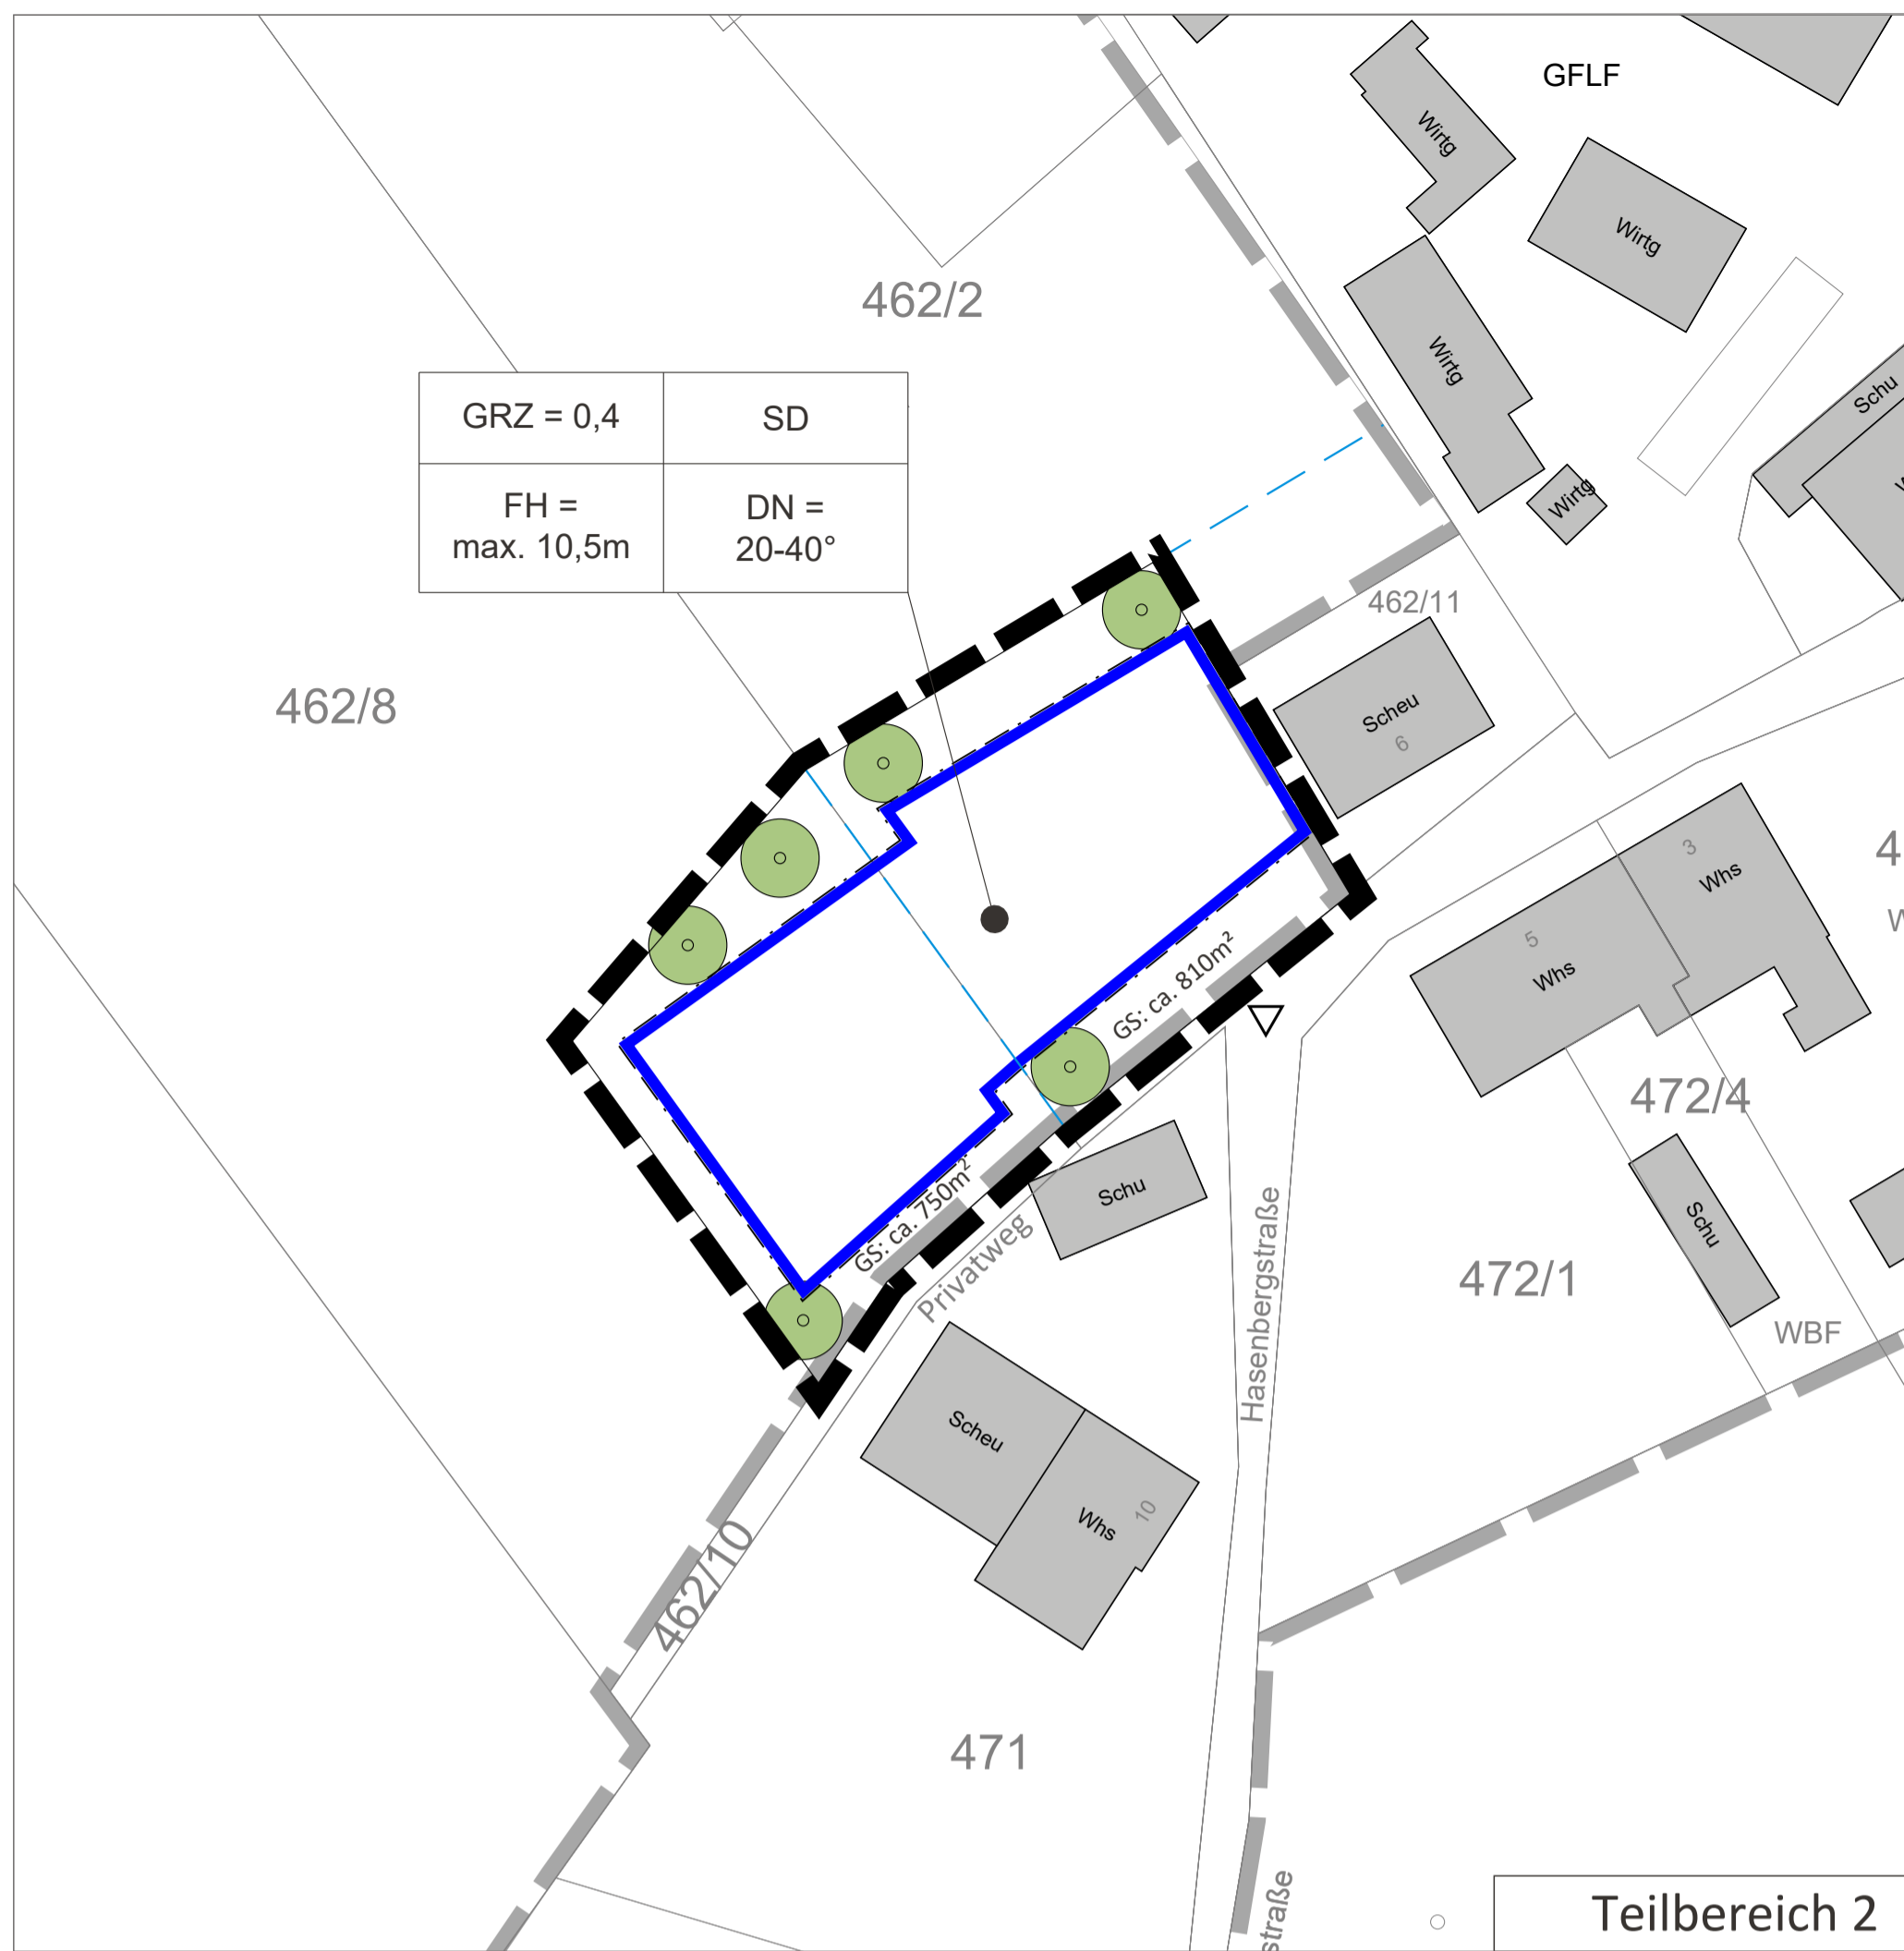 GFLF
Wirtg
Wirtg
462/2
Wirtg
GRZ = 0,4
SD
Schu
FH =
max. 10,5m
DN =
20-40°
Wirtg
462/11
462/8
Scheu
6
3
Whs
5
Whs
GS: ca. 810m²
472/4
GS: ca. 750m²
Schu
Privatweg
Hasenbergstraße
Schu
472/1
WBF
Scheu
Whs
10
462/10
471
straße
Teilbereich 2